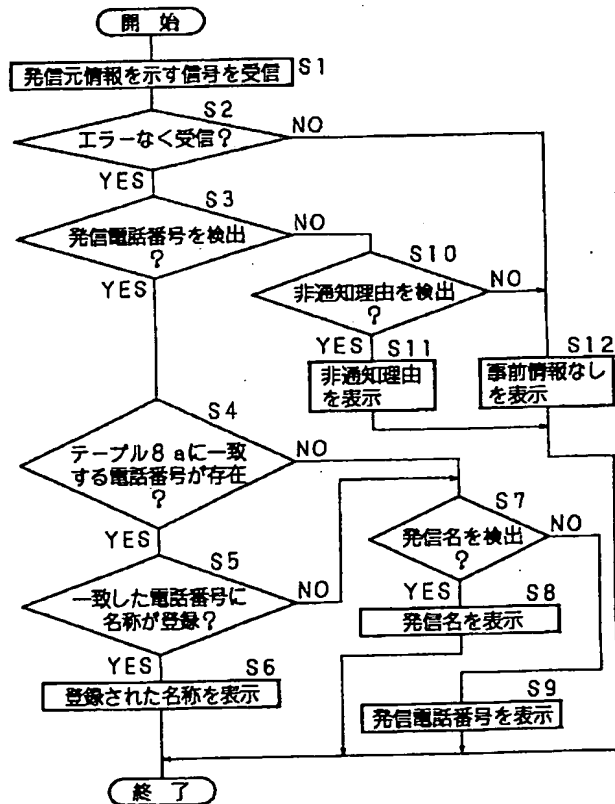 開 始
発信元情報を示す信号を受信 S1
S2
エラーなく受信? NO
YES
S3
発信電話番号を検出 NO
?
YES
S10
非通知理由を検出 NO
?
YES
S11
非通知理由
を表示
S12
事前情報なし
を表示
S4
テーブル8aに一致 NO
する電話番号が存在
?
YES
S5
一致した電話番号に NO
名称が登録?
YES
S6
登録された名称を表示
S7
発信名を検出 NO
?
YES
S8
発信名を表示
S9
発信電話番号を表示
終 了